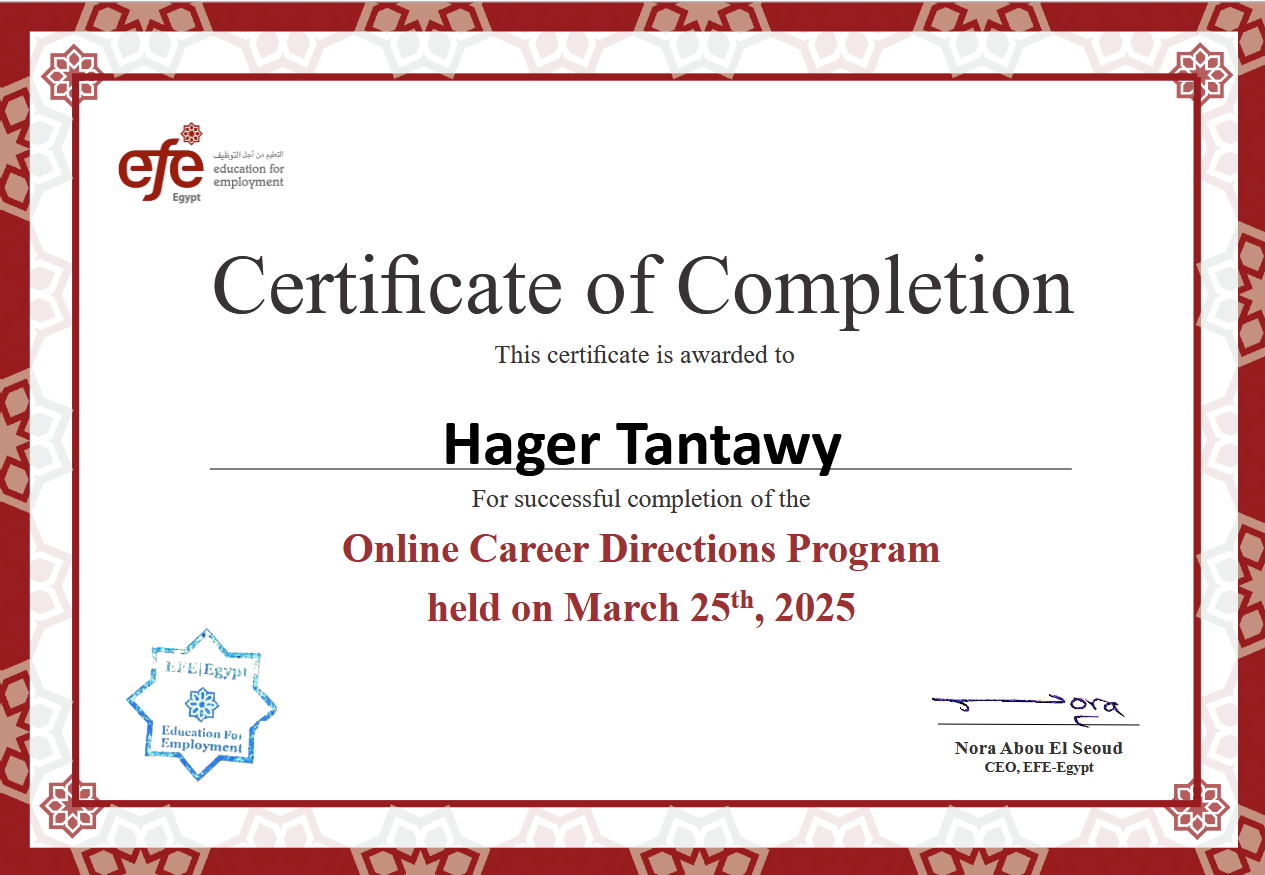 efe
Egypt
التعليم من أجل التوظيف
education for
employment
Certificate of Completion
This certificate is awarded to
Hager Tantawy
For successful completion of the
Online Career Directions Program
held on March 25th, 2025
EFE|Egypt
Education For
Employment
Nora
Nora Abou El Seoud
CEO, EFE-Egypt